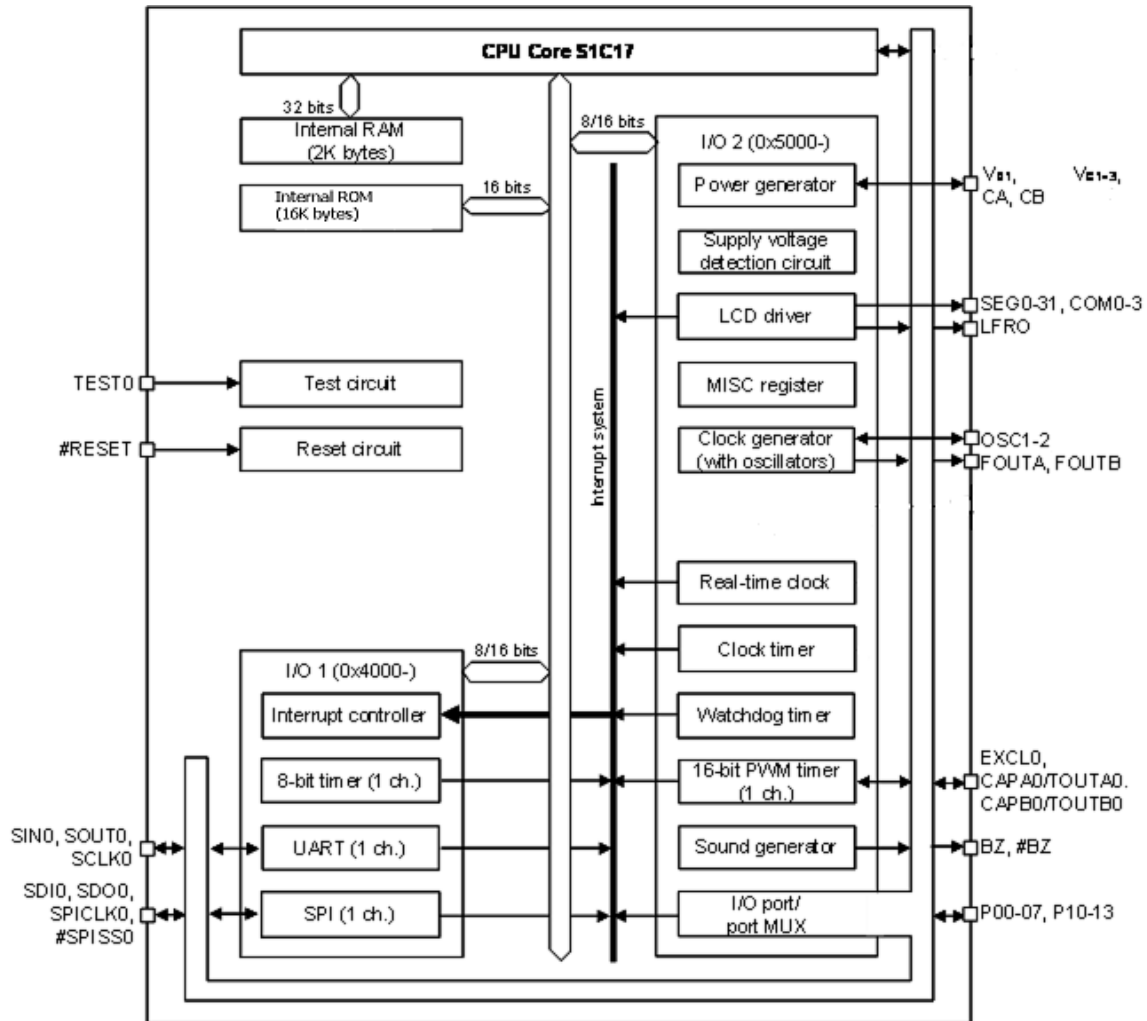 CPU Core S1C17
32 bits
Internal RAM
(2K bytes)
8/16 bits
I/O 2 (0x5000-)
Internal ROM
(16K bytes)
16 bits
Power generator
CA, CB
Supply voltage
detection circuit
LCD driver
SEG0-31, COM0-3
LFRO
TEST0
Test circuit
MISC register
#RESET
Reset circuit
Interrupt system
Clock generator
(with oscillators)
OSC1-2
FOUTA, FOUTB
Real-time clock
Clock timer
8/16 bits
I/O 1 (0x4000-)
Interrupt controller
Watchdog timer
8-bit timer (1 ch.)
16-bit PWM timer
(1 ch.)
EXCL0,
CAPA0/TOUTA0.
CAPB0/TOUTB0
SIN0, SOUT0,
SCLK0
UART (1 ch.)
Sound generator
BZ, #BZ
SDI0, SDO0,
SPICLK0,
#SPISS0
SPI (1 ch.)
I/O port/
port MUX
P00-07, P10-13